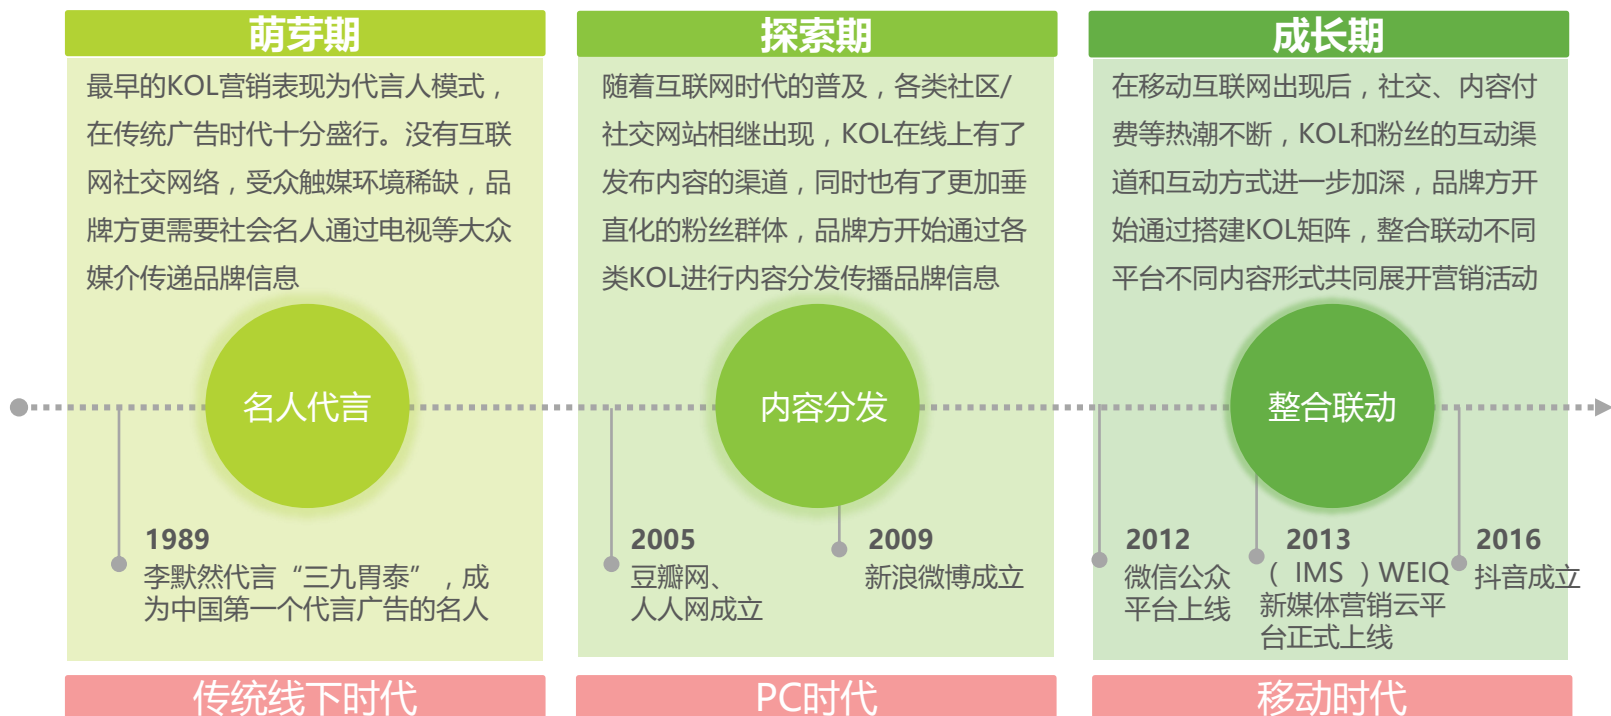 萌芽期
最早的KOL营销表现为代言人模式，
在传统广告时代十分盛行。没有互联
网社交网络，受众触媒环境稀缺，品
牌方更需要社会名人通过电视等大众
媒介传递品牌信息
名人代言
1989
李默然代言“三九胃泰”，成
为中国第一个代言广告的名人
传统线下时代
探索期
随着互联网时代的普及，各类社区/
社交网站相继出现，KOL在线上有了
发布内容的渠道，同时也有了更加垂
直化的粉丝群体，品牌方开始通过各
类KOL进行内容分发传播品牌信息
内容分发
2005
豆瓣网、
人人网成立
2009
新浪微博成立
PC时代
成长期
在移动互联网出现后，社交、内容付
费等热潮不断，KOL和粉丝的互动渠
道和互动方式进一步加深，品牌方开
始通过搭建KOL矩阵，整合联动不同
平台不同内容形式共同展开营销活动
整合联动
2012
微信公众
平台上线
2013
（ IMS ）WEIQ
新媒体营销云平
台正式上线
2016
抖音成立
移动时代